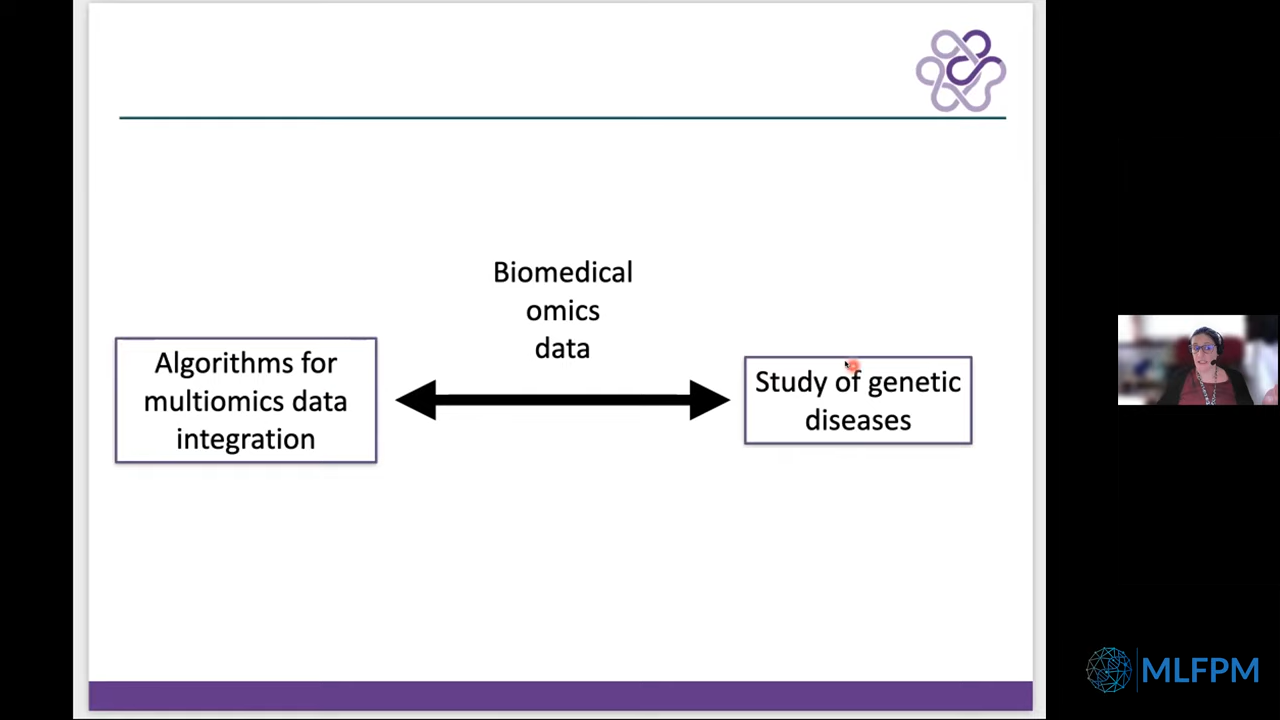 Biomedical
omics
data
Algorithms for
multiomics data
integration
Study of genetic
diseases
MLFPM